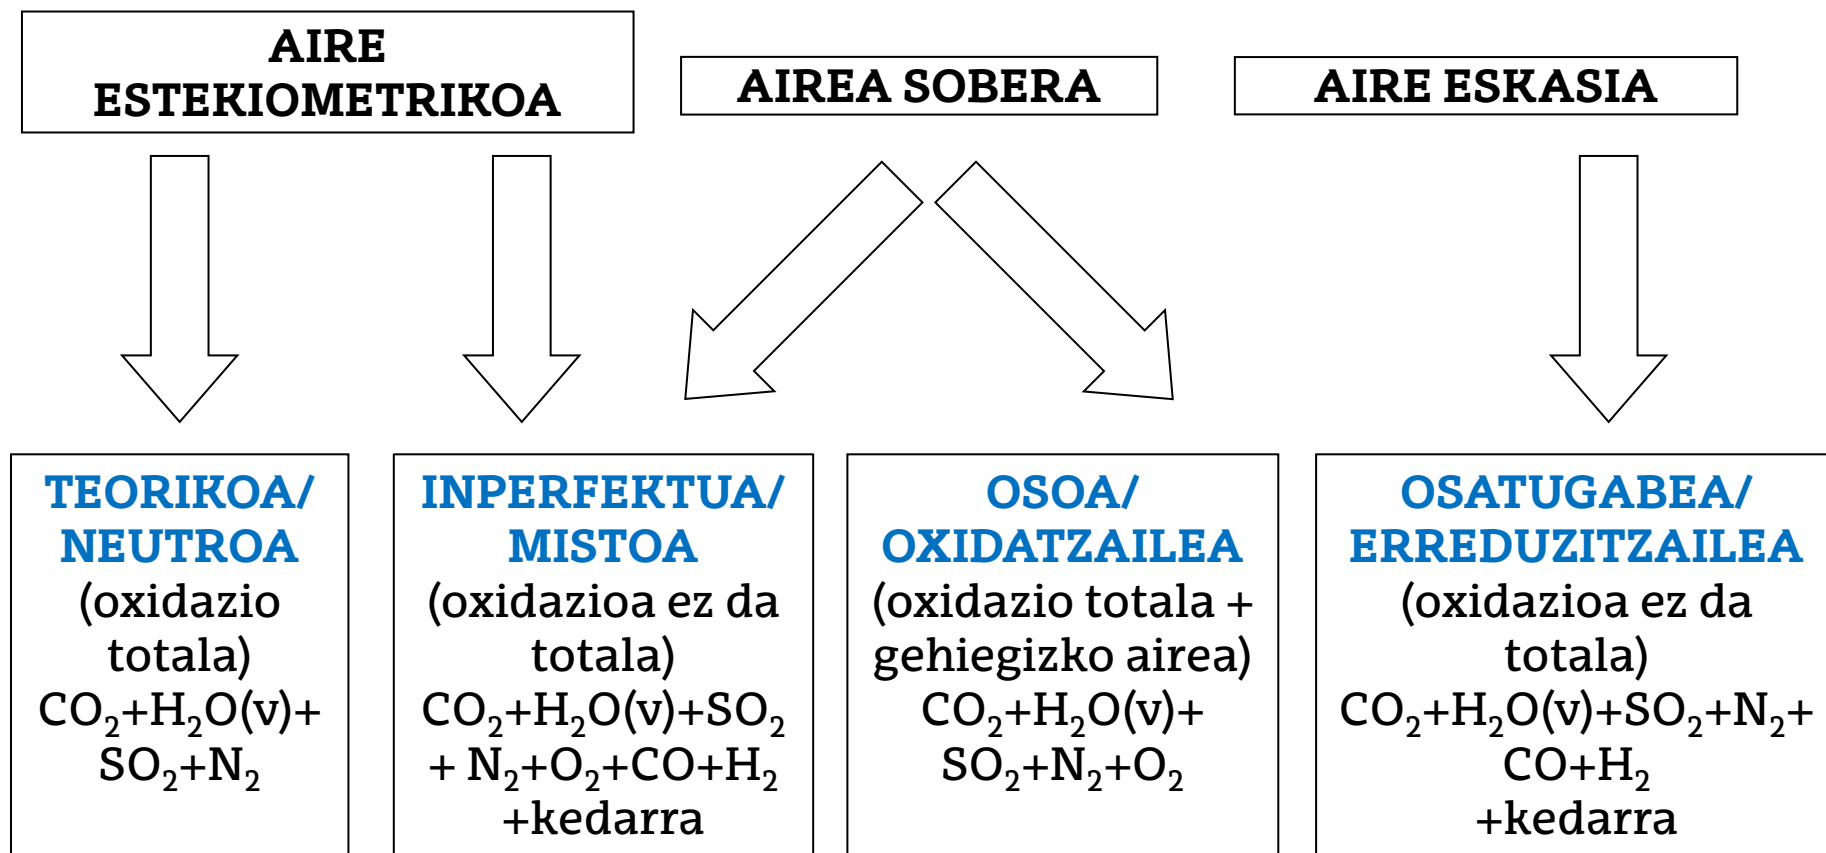 AIRE
ESTEKIOMETRIKOA
AIREA SOBERA
AIRE ESKASIA
TEORIKOA/
NEUTROA
(oxidazio
totala)
CO₂+H₂O(v)+
SO₂+N₂
INPERFEKTUA/
MISTOA
(oxidazioa ez da
totala)
CO₂+H₂O(v)+SO₂
+ N₂+O₂+CO+H₂
+kedarra
OSOA/
OXIDATZAILEA
(oxidazio totala +
gehiegizko airea)
CO₂+H₂O(v)+
SO₂+N₂+O₂
OSATUGABEA/
ERREDUZITZAILEA
(oxidazioa ez da
totala)
CO₂+H₂O(v)+SO₂+N₂+
CO+H₂
+kedarra